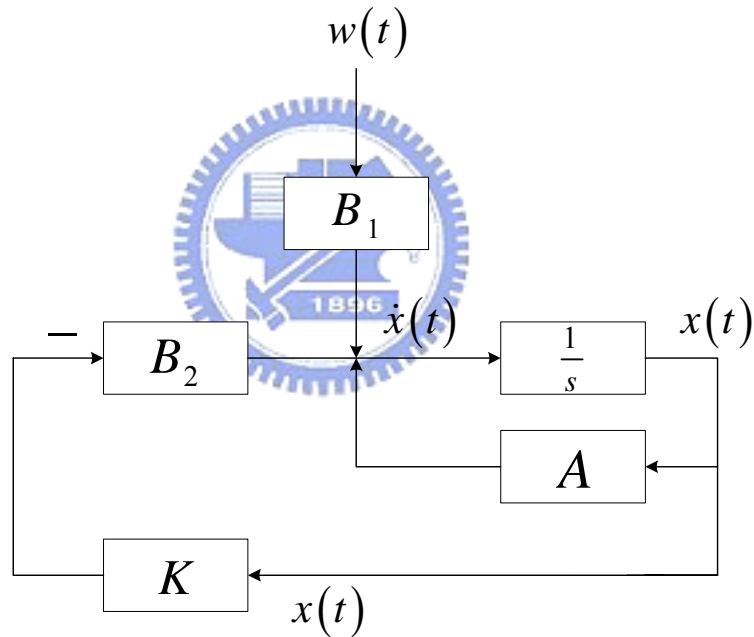 w(t)
B₁
1896
ẋ(t)
x(t)
−
B₂
1/s
A
K
x(t)